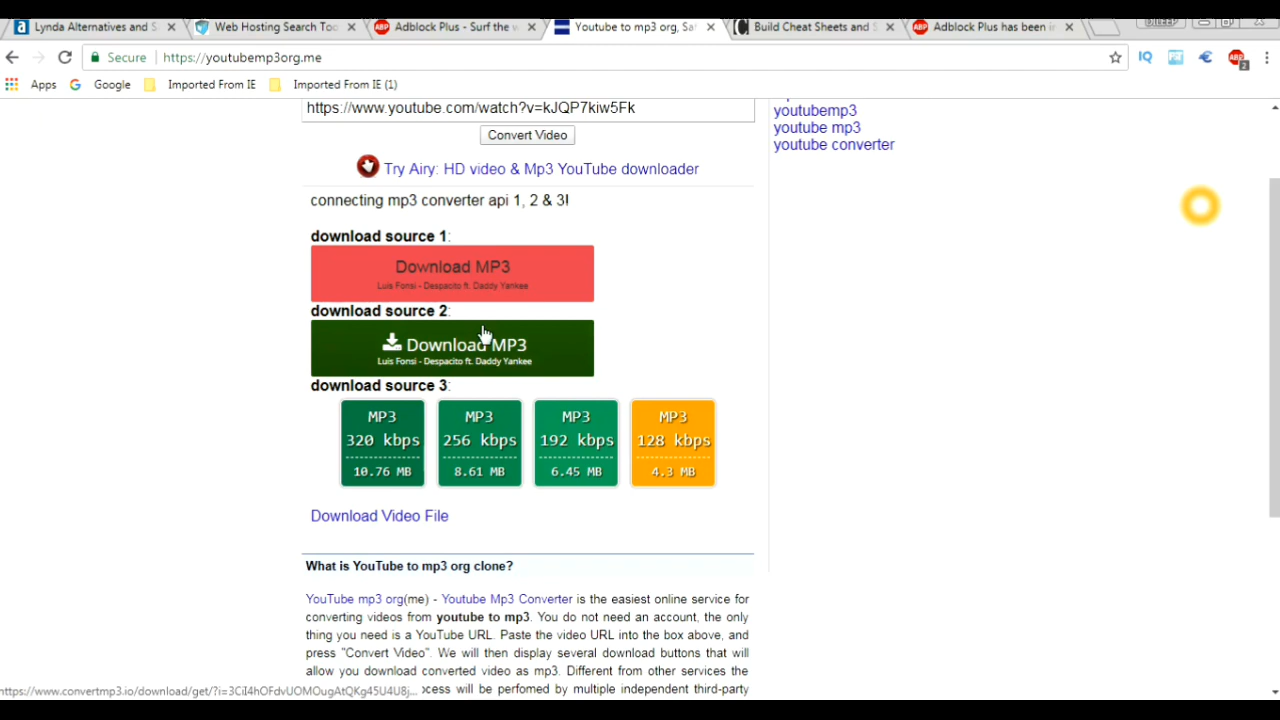 Lynda Alternatives and S
Web Hosting Search Too
Adblock Plus - Surf the w
Youtube to mp3 org, Sa
Build Cheat Sheets and S
Adblock Plus has been in
DILEEP
Secure
https://youtubemp3org.me
Apps
Google
Imported From IE
Imported From IE (1)
https://www.youtube.com/watch?v=kJQP7kiw5Fk
Convert Video
Try Airy: HD video & Mp3 YouTube downloader
connecting mp3 converter api 1, 2 & 3!
download source 1:
Download MP3
Luis Fonsi - Despacito ft. Daddy Yankee
download source 2:
Download MP3
Luis Fonsi - Despacito ft. Daddy Yankee
download source 3:
MP3
320 kbps
10.76 MB
MP3
256 kbps
8.61 MB
MP3
192 kbps
6.45 MB
MP3
128 kbps
4.3 MB
Download Video File
What is YouTube to mp3 org clone?
YouTube mp3 org(me) - Youtube Mp3 Converter is the easiest online service for
converting videos from youtube to mp3. You do not need an account, the only
thing you need is a YouTube URL. Paste the video URL into the box above, and
press "Convert Video". We will then display several download buttons that will
allow you download converted video as mp3. Different from other services the
cess will be perfomed by multiple independent third-party
youtubemp3
youtube mp3
youtube converter